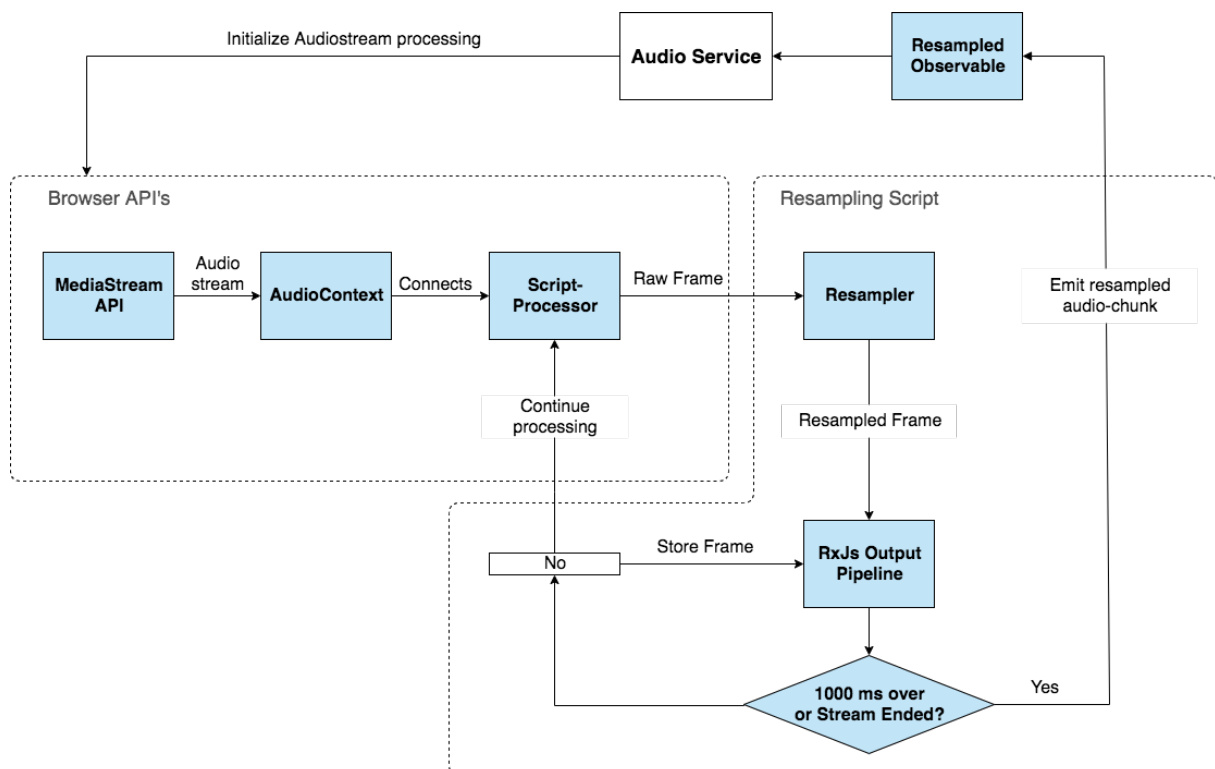 Initialize Audiostream processing
Audio Service
Resampled
Observable
Browser API's
Resampling Script
MediaStream
API
Audio
stream
AudioContext
Connects
Script-
Processor
Raw Frame
Resampler
Emit resampled
audio-chunk
Continue
processing
Resampled Frame
No
Store Frame
RxJs Output
Pipeline
1000 ms over
or Stream Ended?
Yes